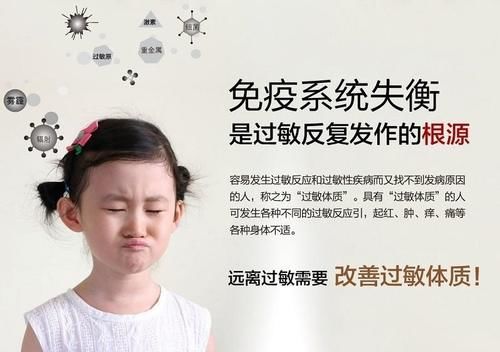 激素
细菌
过敏原
重金属
雾霾
辐射
免疫系统失衡
是过敏反复发作的根源
容易发生过敏反应和过敏性疾病而又找不到发病原因
的人，称之为“过敏体质”。具有“过敏体质”的人
可发生各种不同的过敏反应引，起红、肿、痒、痛等
各种身体不适。
远离过敏需要 改善过敏体质！